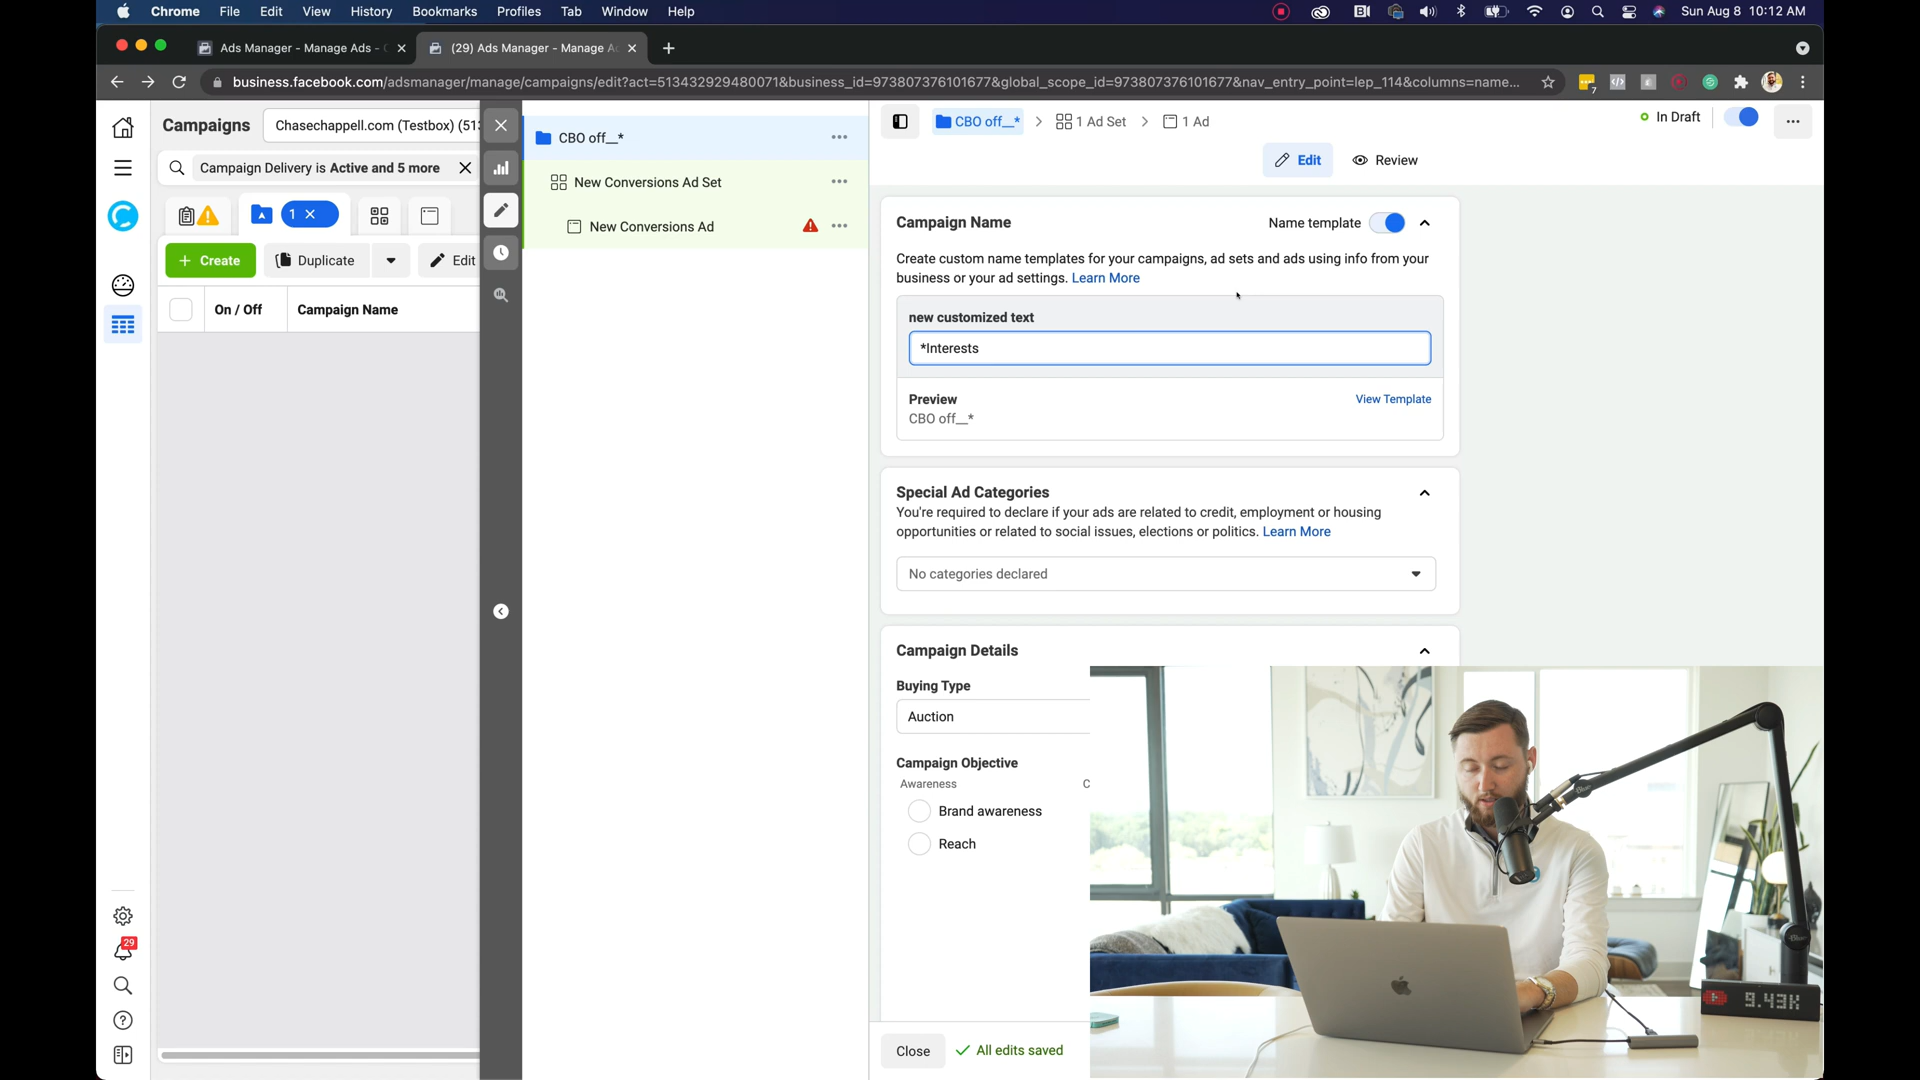 Chrome File Edit View History Bookmarks Profiles Tab Window Help
Sun Aug 8 10:12 AM
Ads Manager - Manage Ads -
(29) Ads Manager - Manage A
business.facebook.com/adsmanager/manage/campaigns/edit?act=513432929480071&business_id=973807376101677&global_scope_id=973807376101677&nav_entry_point=lep_114&columns=name...
7
Campaigns
Chasechappell.com (Testbox) (513
Campaign Delivery is Active and 5 more
1
+ Create
Duplicate
Edit
On / Off
Campaign Name
29
CBO off__*
New Conversions Ad Set
New Conversions Ad
CBO off__* > 1 Ad Set > 1 Ad
In Draft
Edit
Review
Campaign Name
Name template
Create custom name templates for your campaigns, ad sets and ads using info from your
business or your ad settings. Learn More
new customized text
*Interests
Preview
View Template
CBO off__*
Special Ad Categories
You're required to declare if your ads are related to credit, employment or housing
opportunities or related to social issues, elections or politics. Learn More
No categories declared
Campaign Details
Buying Type
Auction
Campaign Objective
Awareness
C
Brand awareness
Reach
Close
All edits saved
9.49K